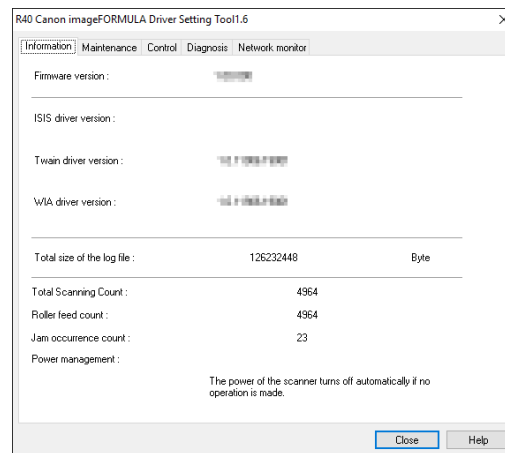 R40 Canon imageFORMULA Driver Setting Tool1.6
Information Maintenance Control Diagnosis Network monitor
Firmware version :
ISIS driver version :
Twain driver version :
WIA driver version :
Total size of the log file : 126232448 Byte
Total Scanning Count : 4964
Roller feed count : 4964
Jam occurrence count : 23
Power management :
The power of the scanner turns off automatically if no
operation is made.
Close Help